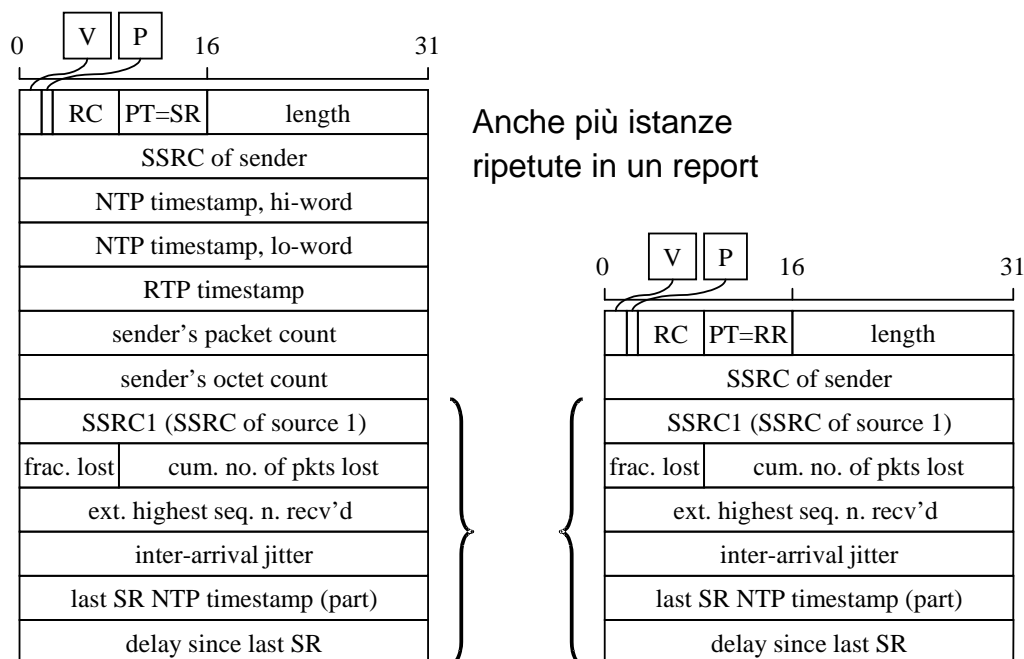 V P
0 16 31
RC PT=SR length
SSRC of sender
NTP timestamp, hi-word
NTP timestamp, lo-word
RTP timestamp
sender's packet count
sender's octet count
SSRC1 (SSRC of source 1)
frac. lost cum. no. of pkts lost
ext. highest seq. n. recv'd
inter-arrival jitter
last SR NTP timestamp (part)
delay since last SR
Anche più istanze
ripetute in un report
V P
0 16 31
RC PT=RR length
SSRC of sender
SSRC1 (SSRC of source 1)
frac. lost cum. no. of pkts lost
ext. highest seq. n. recv'd
inter-arrival jitter
last SR NTP timestamp (part)
delay since last SR